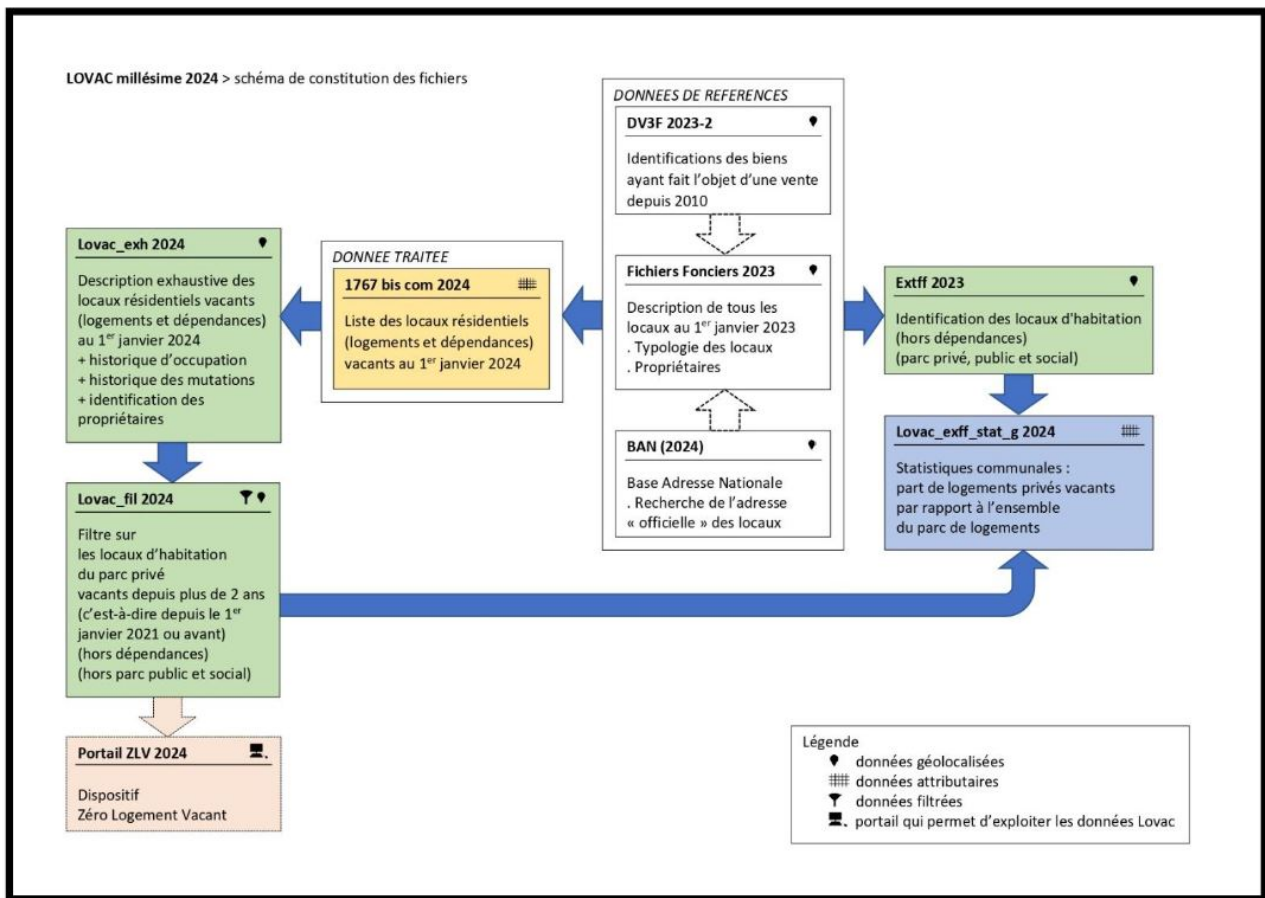 LOVAC millésime 2024 > schéma de constitution des fichiers
DONNEES DE REFERENCES
DV3F 2023-2
Identifications des biens
ayant fait l'objet d'une vente
depuis 2010
Lovac_exh 2024
Description exhaustive des
locaux résidentiels vacants
(logements et dépendances)
au 1er janvier 2024
+ historique d'occupation
+ historique des mutations
+ identification des
propriétaires
DONNEE TRAITEE
1767 bis com 2024
Liste des locaux résidentiels
(logements et dépendances)
vacants au 1er janvier 2024
Fichiers Fonciers 2023
Description de tous les
locaux au 1er janvier 2023
. Typologie des locaux
. Propriétaires
Extff 2023
Identification des locaux d'habitation
(hors dépendances)
(parc privé, public et social)
BAN (2024)
Base Adresse Nationale
. Recherche de l'adresse
« officielle » des locaux
Lovac_exff_stat_g 2024
Statistiques communales :
part de logements privés vacants
par rapport à l'ensemble
du parc de logements
Lovac_fil 2024
Filtre sur
les locaux d'habitation
du parc privé
vacants depuis plus de 2 ans
(c'est-à-dire depuis le 1er
janvier 2021 ou avant)
(hors dépendances)
(hors parc public et social)
Portail ZLV 2024
Dispositif
Zéro Logement Vacant
Légende
données géolocalisées
données attributaires
données filtrées
portail qui permet d'exploiter les données Lovac